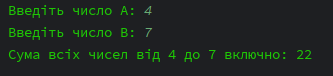 Введіть число A: 4
Введіть число B: 7
Сума всіх чисел від 4 до 7 включно: 22